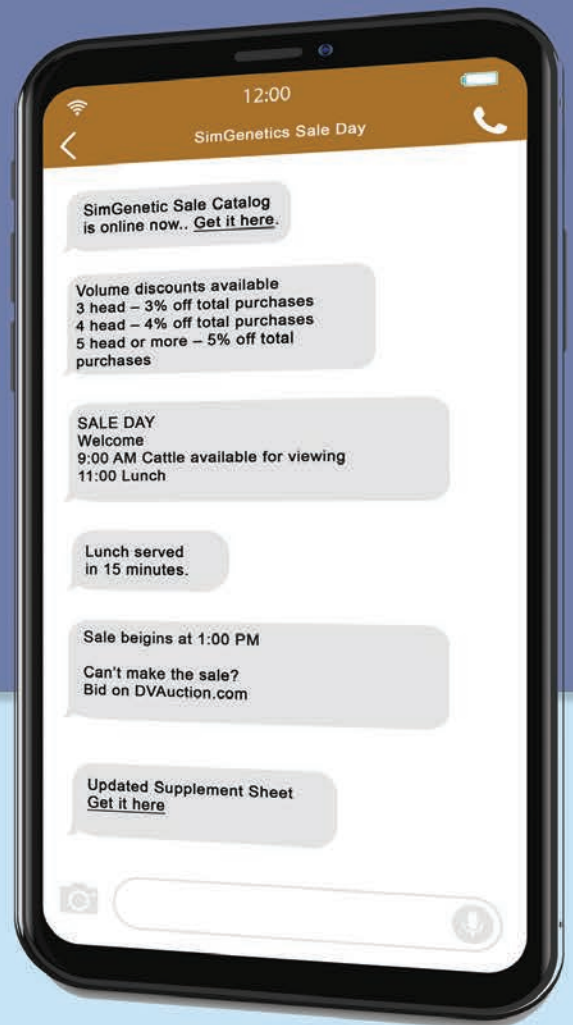 12:00
SimGenetics Sale Day
SimGenetic Sale Catalog
is online now.. Get it here.
Volume discounts available
3 head – 3% off total purchases
4 head – 4% off total purchases
5 head or more – 5% off total
purchases
SALE DAY
Welcome
9:00 AM Cattle available for viewing
11:00 Lunch
Lunch served
in 15 minutes.
Sale beigins at 1:00 PM
Can't make the sale?
Bid on DVAuction.com
Updated Supplement Sheet
Get it here